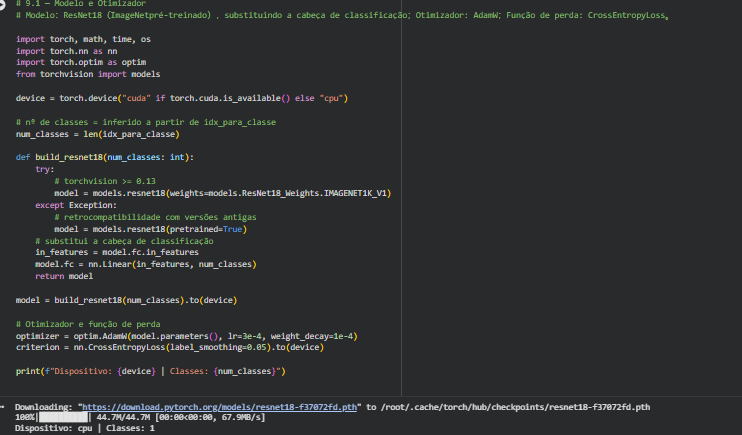 # 9.1 — Modelo e Otimizador
# Modelo: ResNet18 (ImageNetpré-treinado) , substituindo a cabeça de classificação; Otimizador: AdamW; Função de perda: CrossEntropyLoss.
import torch, math, time, os
import torch.nn as nn
import torch.optim as optim
from torchvision import models
device = torch.device("cuda" if torch.cuda.is_available() else "cpu")
# nº de classes = inferido a partir de idx_para_classe
num_classes = len(idx_para_classe)
def build_resnet18(num_classes: int):
    try:
        # torchvision >= 0.13
        model = models.resnet18(weights=models.ResNet18_Weights.IMAGENET1K_V1)
    except Exception:
        # retrocompatibilidade com versões antigas
        model = models.resnet18(pretrained=True)
    # substitui a cabeça de classificação
    in_features = model.fc.in_features
    model.fc = nn.Linear(in_features, num_classes)
    return model
model = build_resnet18(num_classes).to(device)
# Otimizador e função de perda
optimizer = optim.AdamW(model.parameters(), lr=3e-4, weight_decay=1e-4)
criterion = nn.CrossEntropyLoss(label_smoothing=0.05).to(device)
print(f"Dispositivo: {device} | Classes: {num_classes}")
Downloading: "https://download.pytorch.org/models/resnet18-f37072fd.pth" to /root/.cache/torch/hub/checkpoints/resnet18-f37072fd.pth
100%|██████████| 44.7M/44.7M [00:00<00:00, 67.9MB/s]
Dispositivo: cpu | Classes: 1